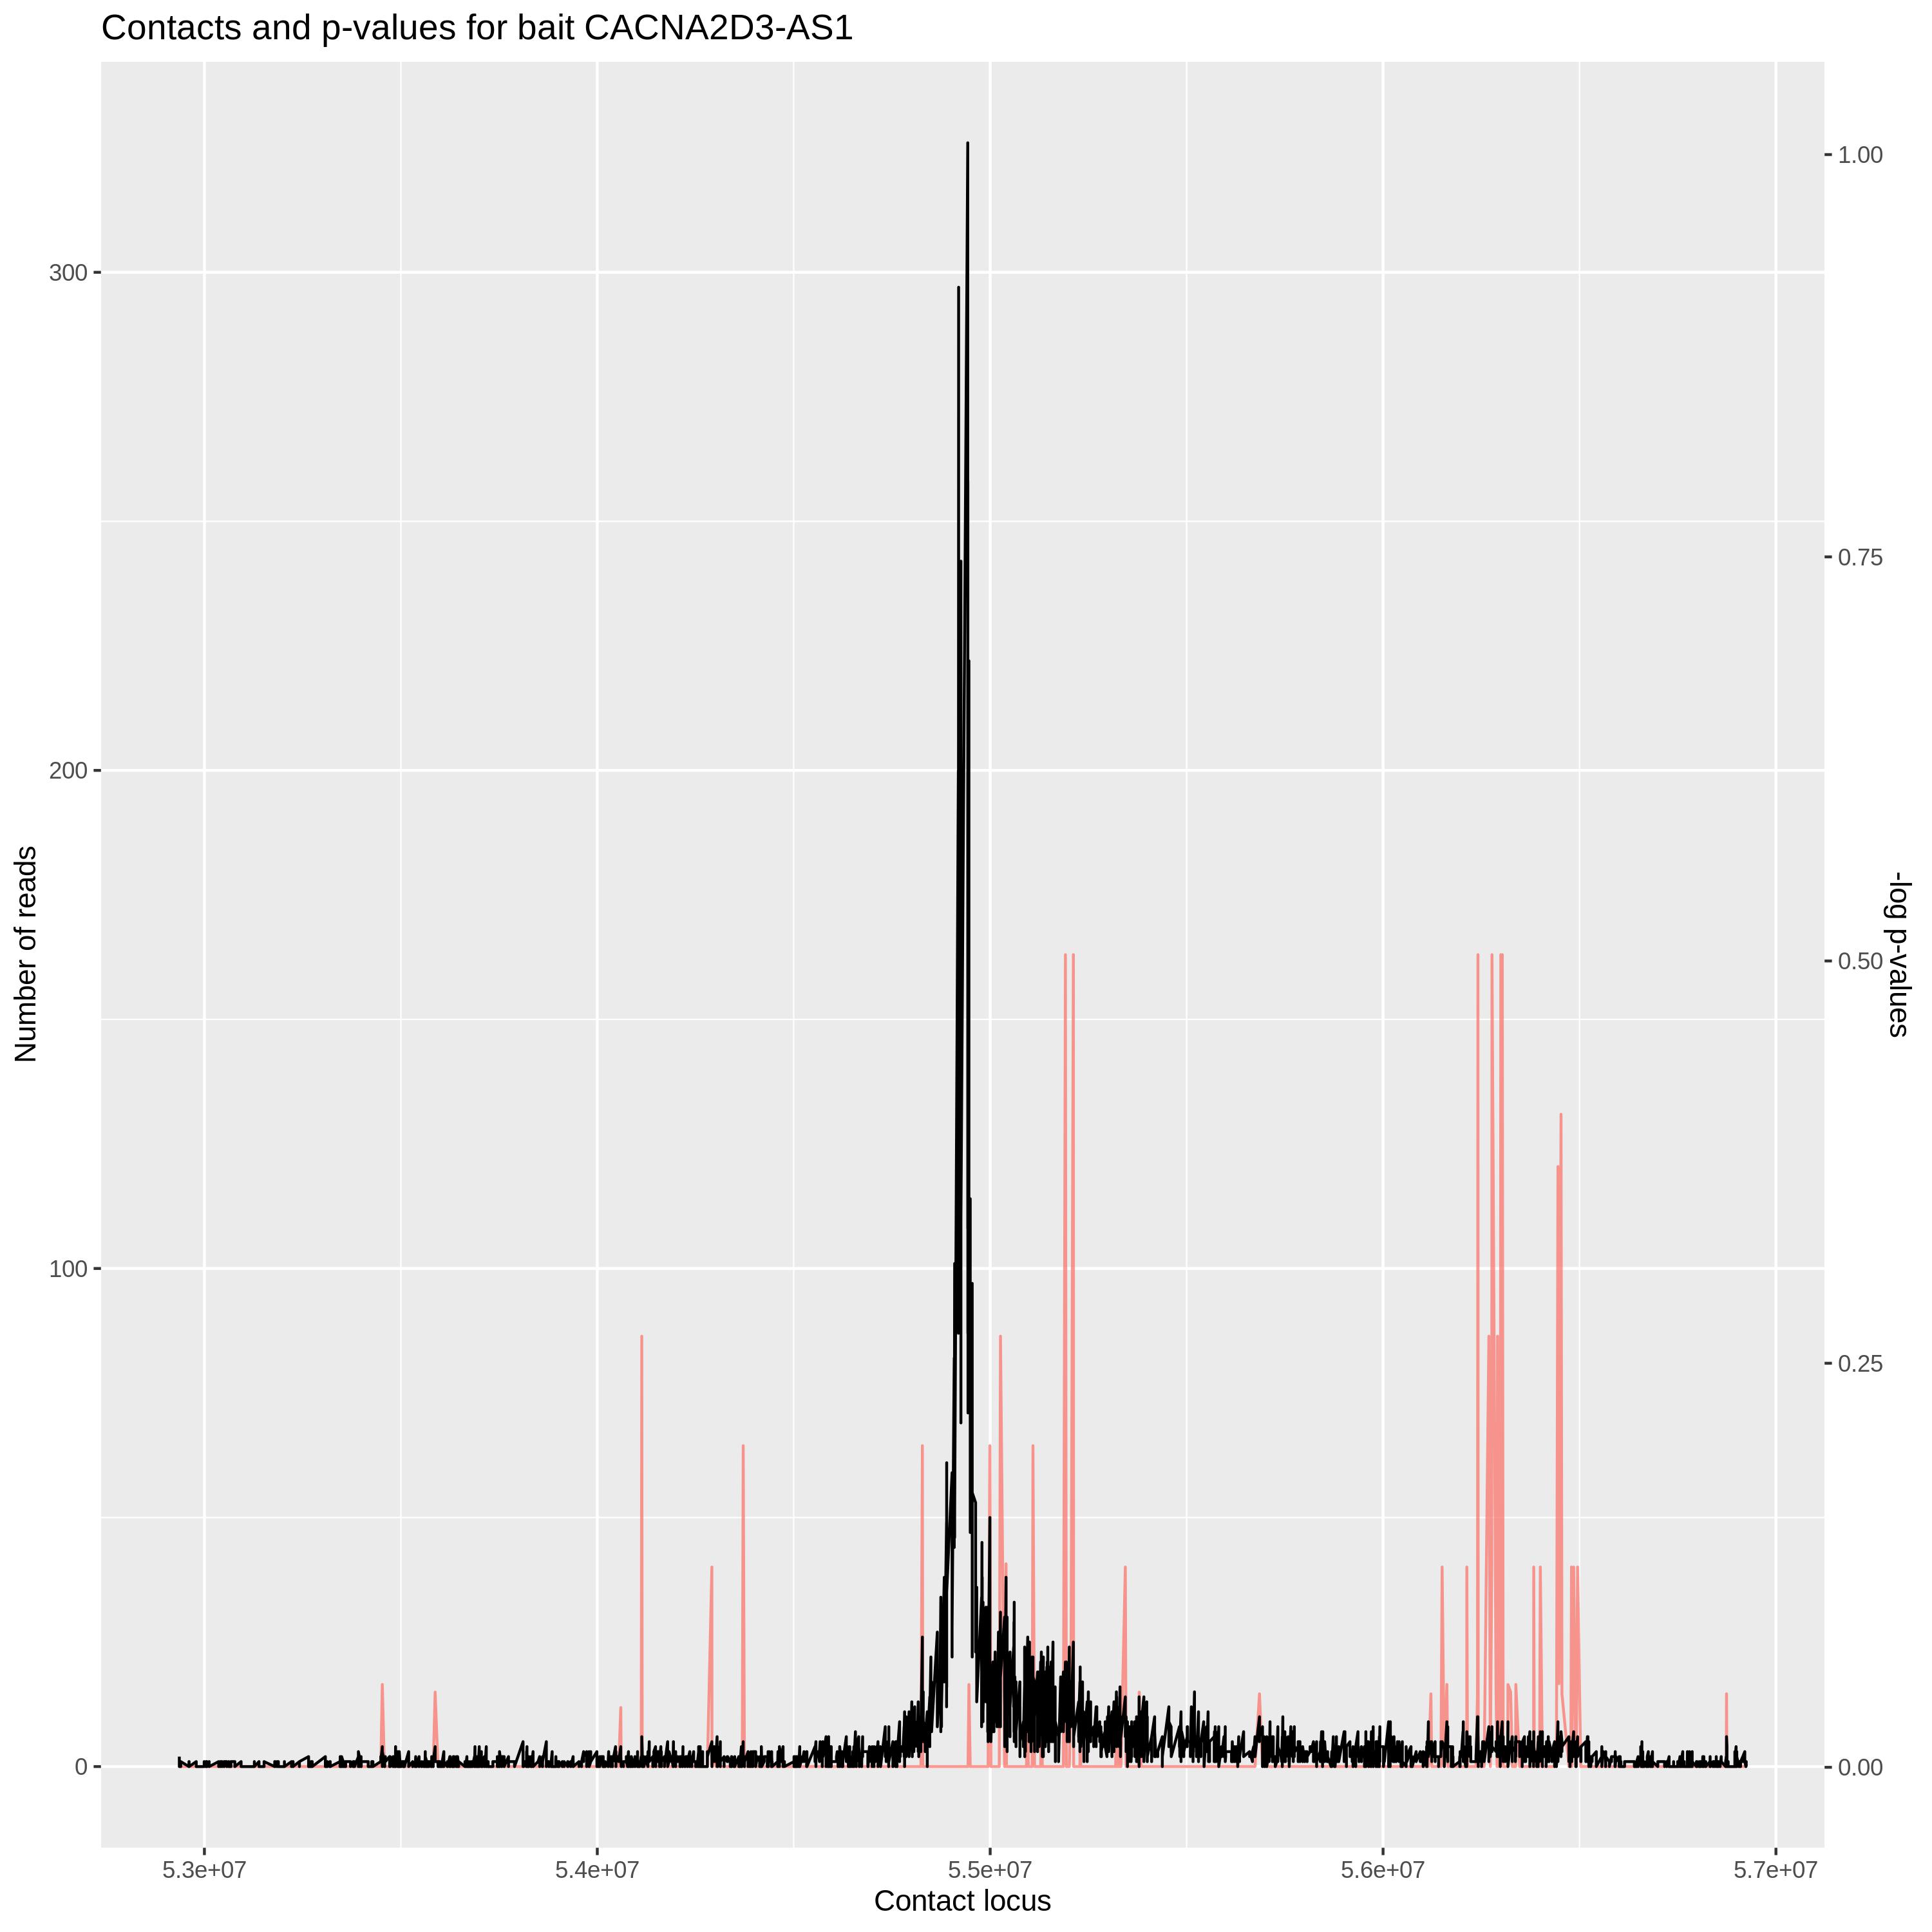 Contacts and p-values for bait CACNA2D3-AS1
Number of reads
300
200
100
0
1.00
0.75
0.50
0.25
0.00
-log p-values
5.3e+07
5.4e+07
5.5e+07
5.6e+07
5.7e+07
Contact locus